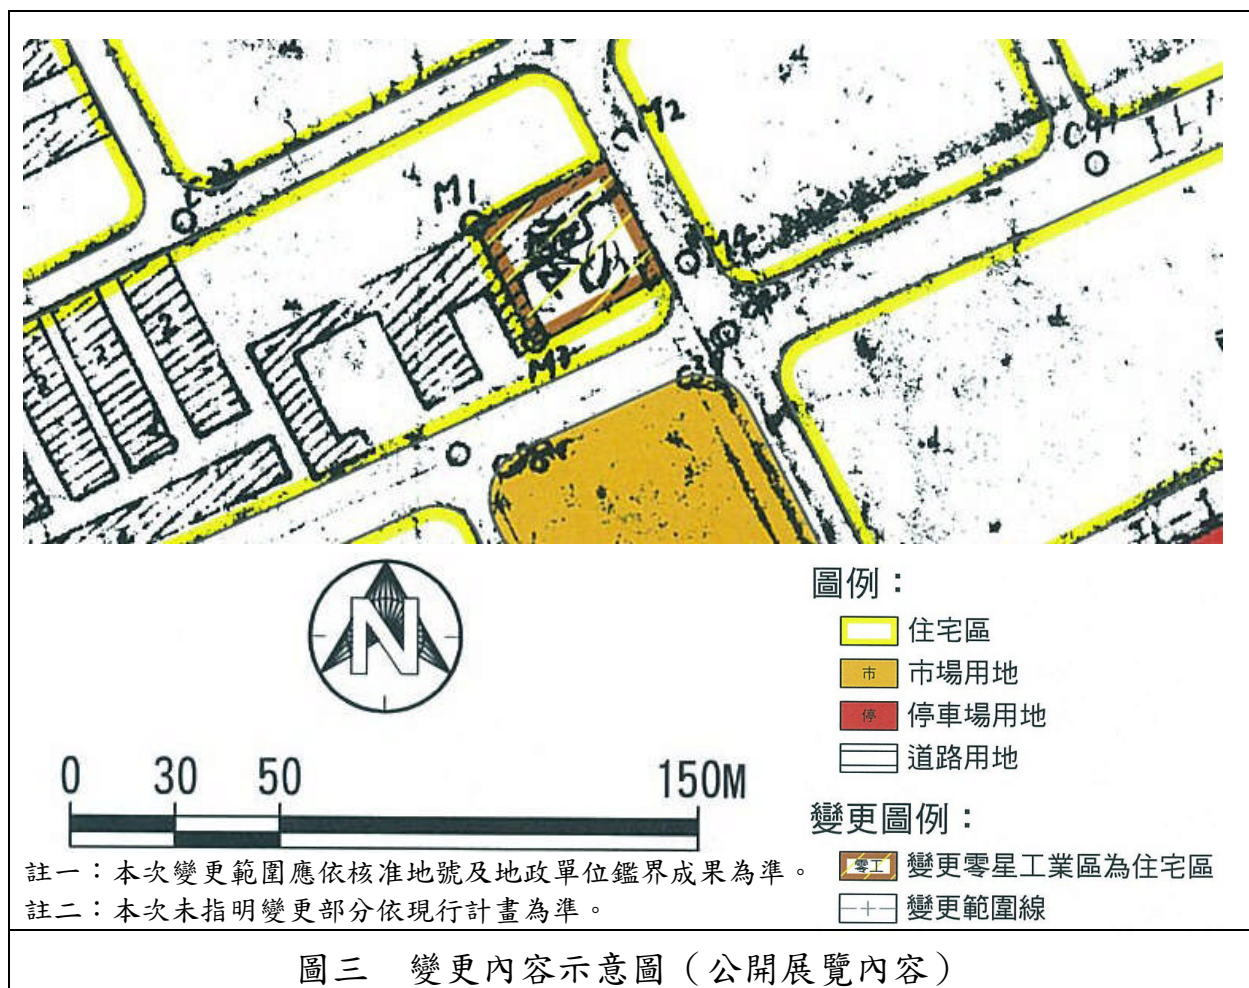 M2
C41
M1
M4
M3
2
2
2
N
圖例：
住宅區
市 市場用地
停 停車場用地
道路用地
0 30 50 150M
變更圖例：
零工 變更零星工業區為住宅區
變更範圍線
註一：本次變更範圍應依核准地號及地政單位鑑界成果為準。
註二：本次未指明變更部分依現行計畫為準。
圖三 變更內容示意圖（公開展覽內容）